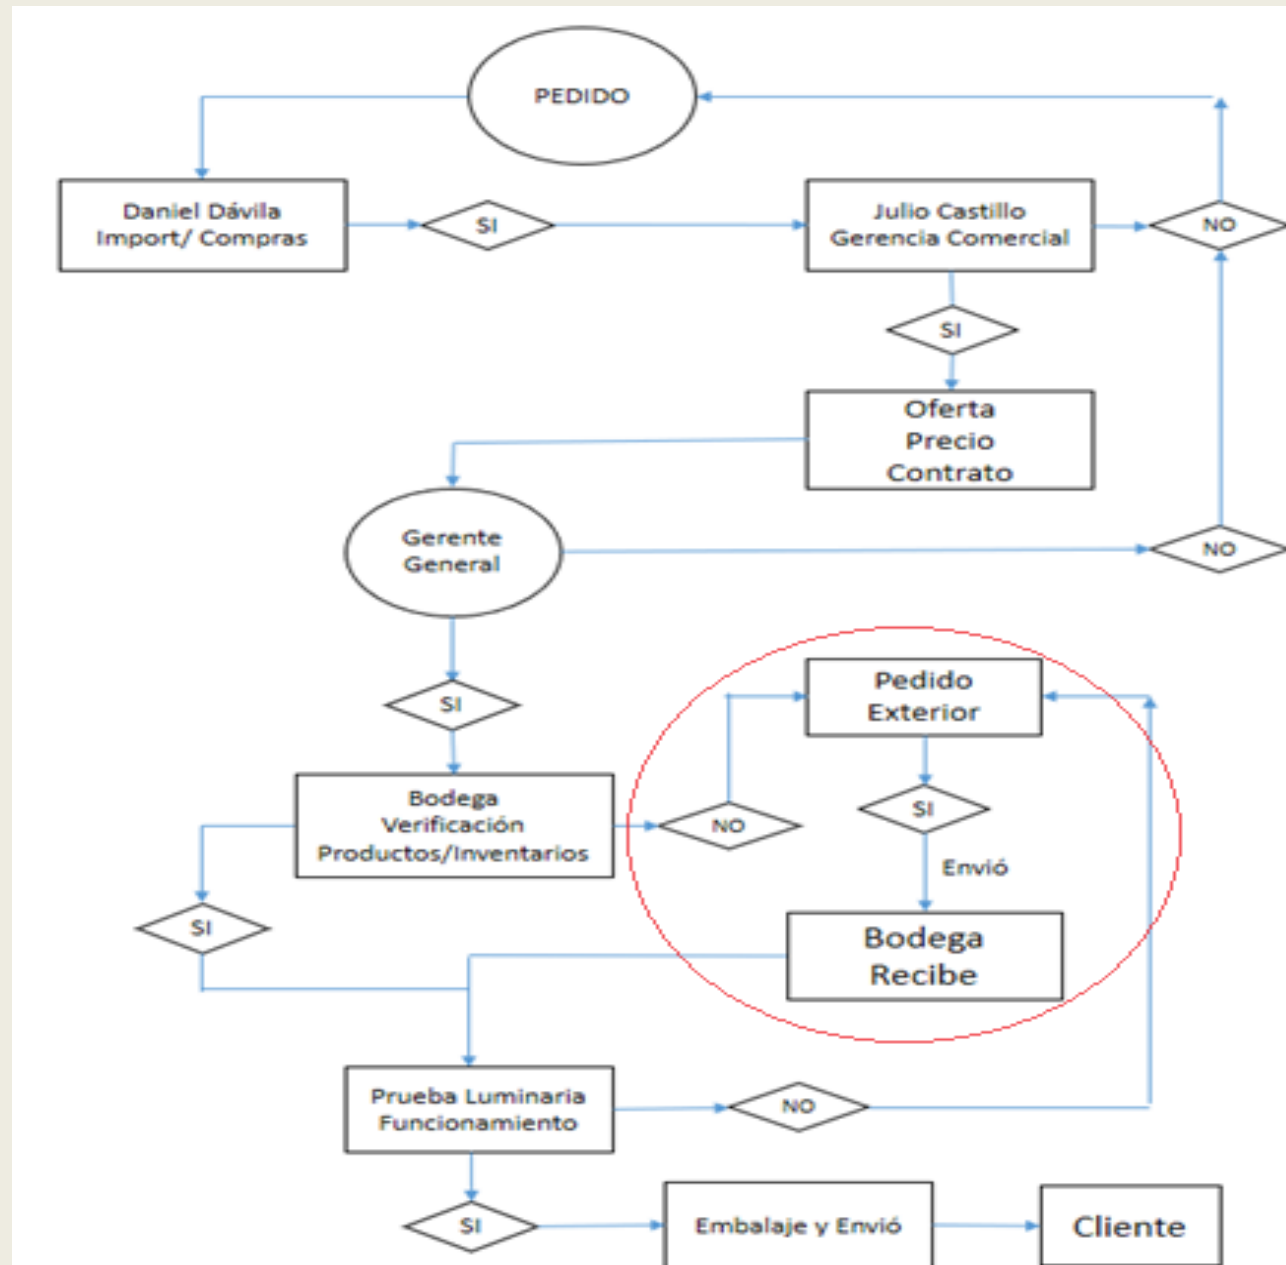 PEDIDO
Daniel Dávila
Import/ Compras
SI
Julio Castillo
Gerencia Comercial
NO
SI
Oferta
Precio
Contrato
Gerente
General
NO
SI
Pedido
Exterior
Bodega
Verificación
Productos/Inventarios
NO
SI
Envió
SI
Bodega
Recibe
Prueba Luminaria
Funcionamiento
NO
SI
Embalaje y Envió
Cliente